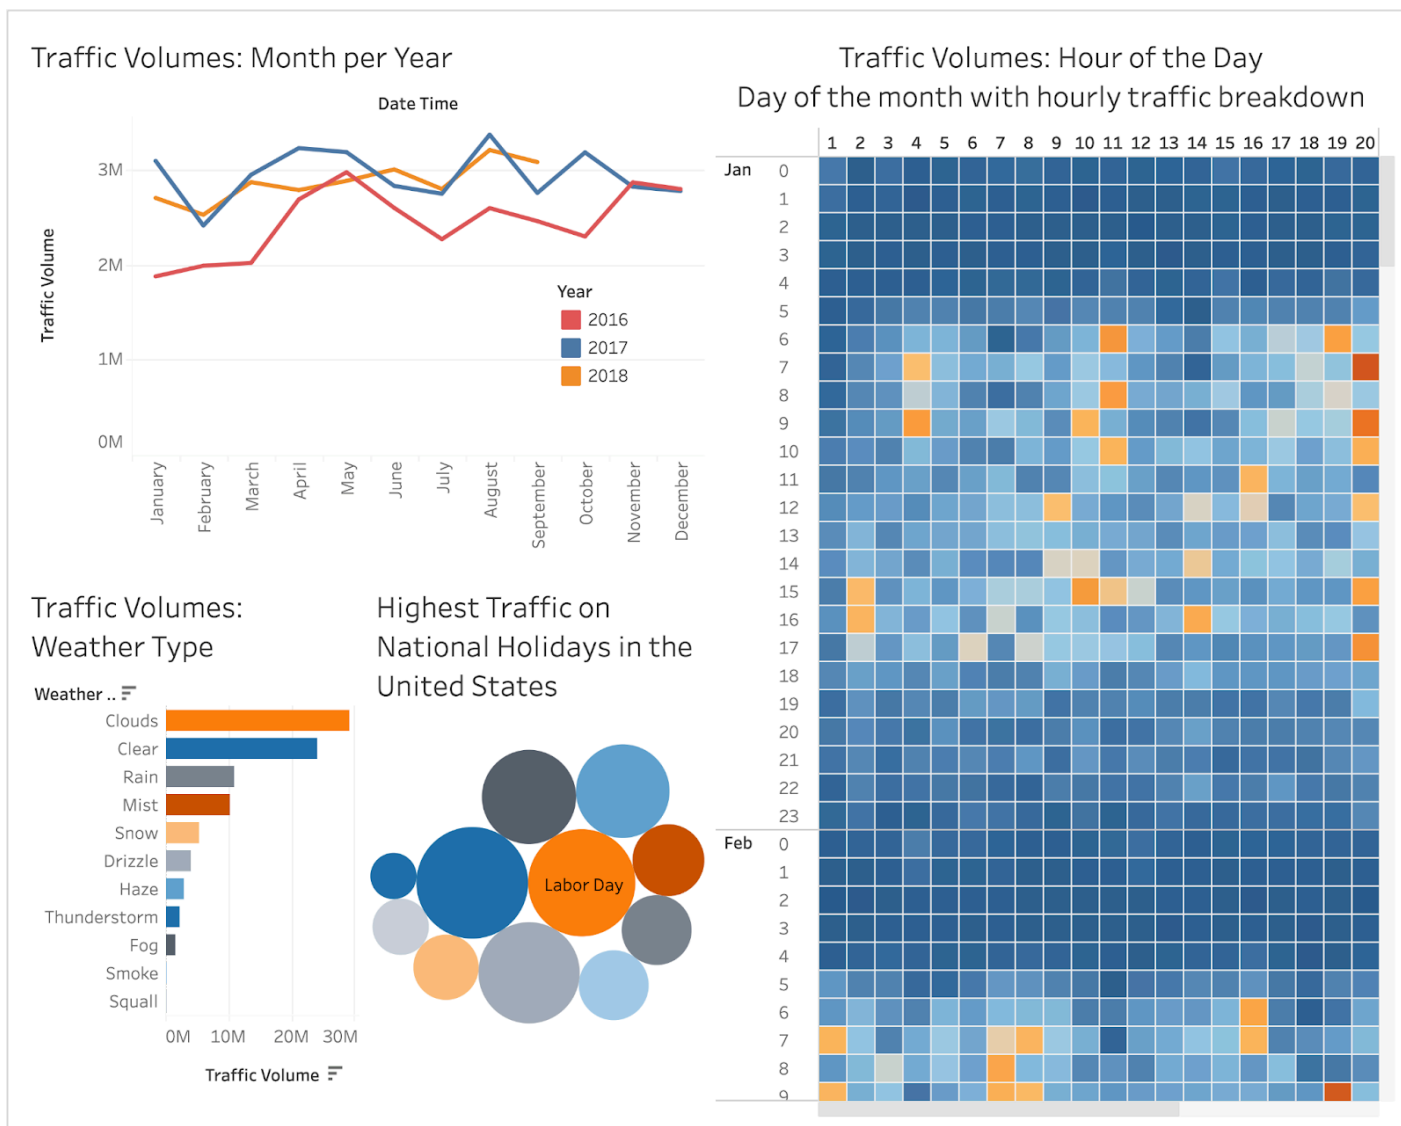 Traffic Volumes: Month per Year
Date Time
Traffic Volume
3M
2M
1M
0M
Year
2016
2017
2018
January
February
March
April
May
June
July
August
September
October
November
December
Traffic Volumes:
Weather Type
Weather ..
Clouds
Clear
Rain
Mist
Snow
Drizzle
Haze
Thunderstorm
Fog
Smoke
Squall
0M 10M 20M 30M
Traffic Volume
Highest Traffic on
National Holidays in the
United States
Labor Day
Traffic Volumes: Hour of the Day
Day of the month with hourly traffic breakdown
1 2 3 4 5 6 7 8 9 10 11 12 13 14 15 16 17 18 19 20
Jan 0
1
2
3
4
5
6
7
8
9
10
11
12
13
14
15
16
17
18
19
20
21
22
23
Feb 0
1
2
3
4
5
6
7
8
9